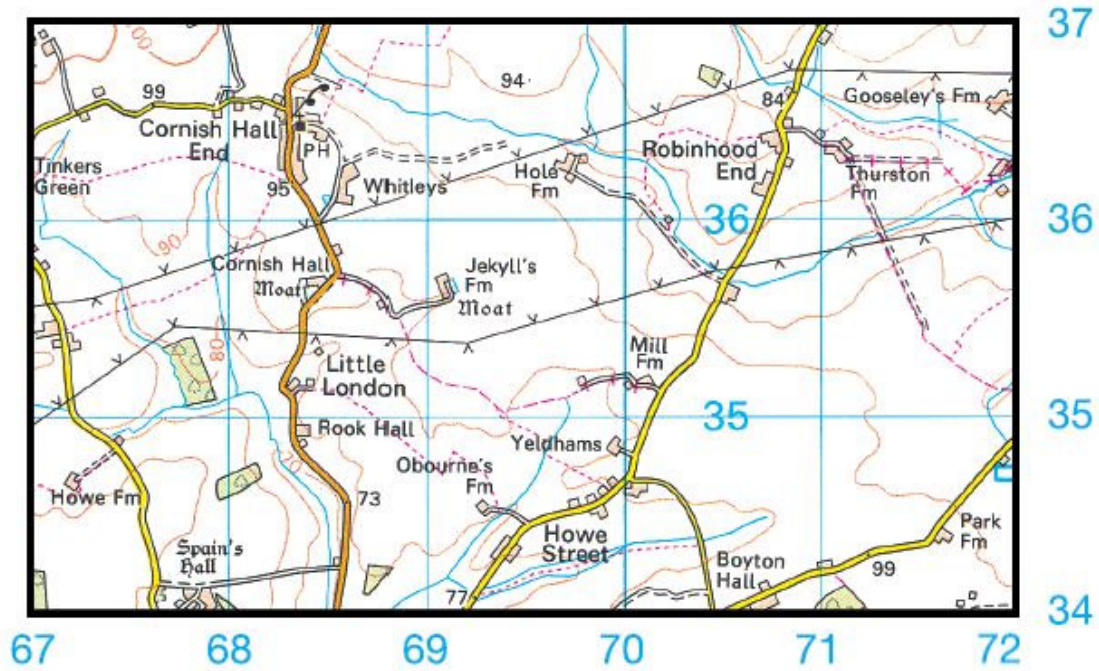 37
100
99
94
84
Gooseley's Fm
Cornish Hall
End
PH
Robinhood
End
Tinkers
Green
95
Whitleys
Hole
Fm
Thurston
Fm
36
36
90
Cornish Hall
Moat
Jekyll's
Fm
Moat
80
Mill
Fm
Little
London
35
35
Rook Hall
Yeldhams
70
Obourne's
Fm
Howe Fm
73
Howe
Street
Park
Fm
Spain's
Hall
Boyton
Hall
99
77
34
67
68
69
70
71
72